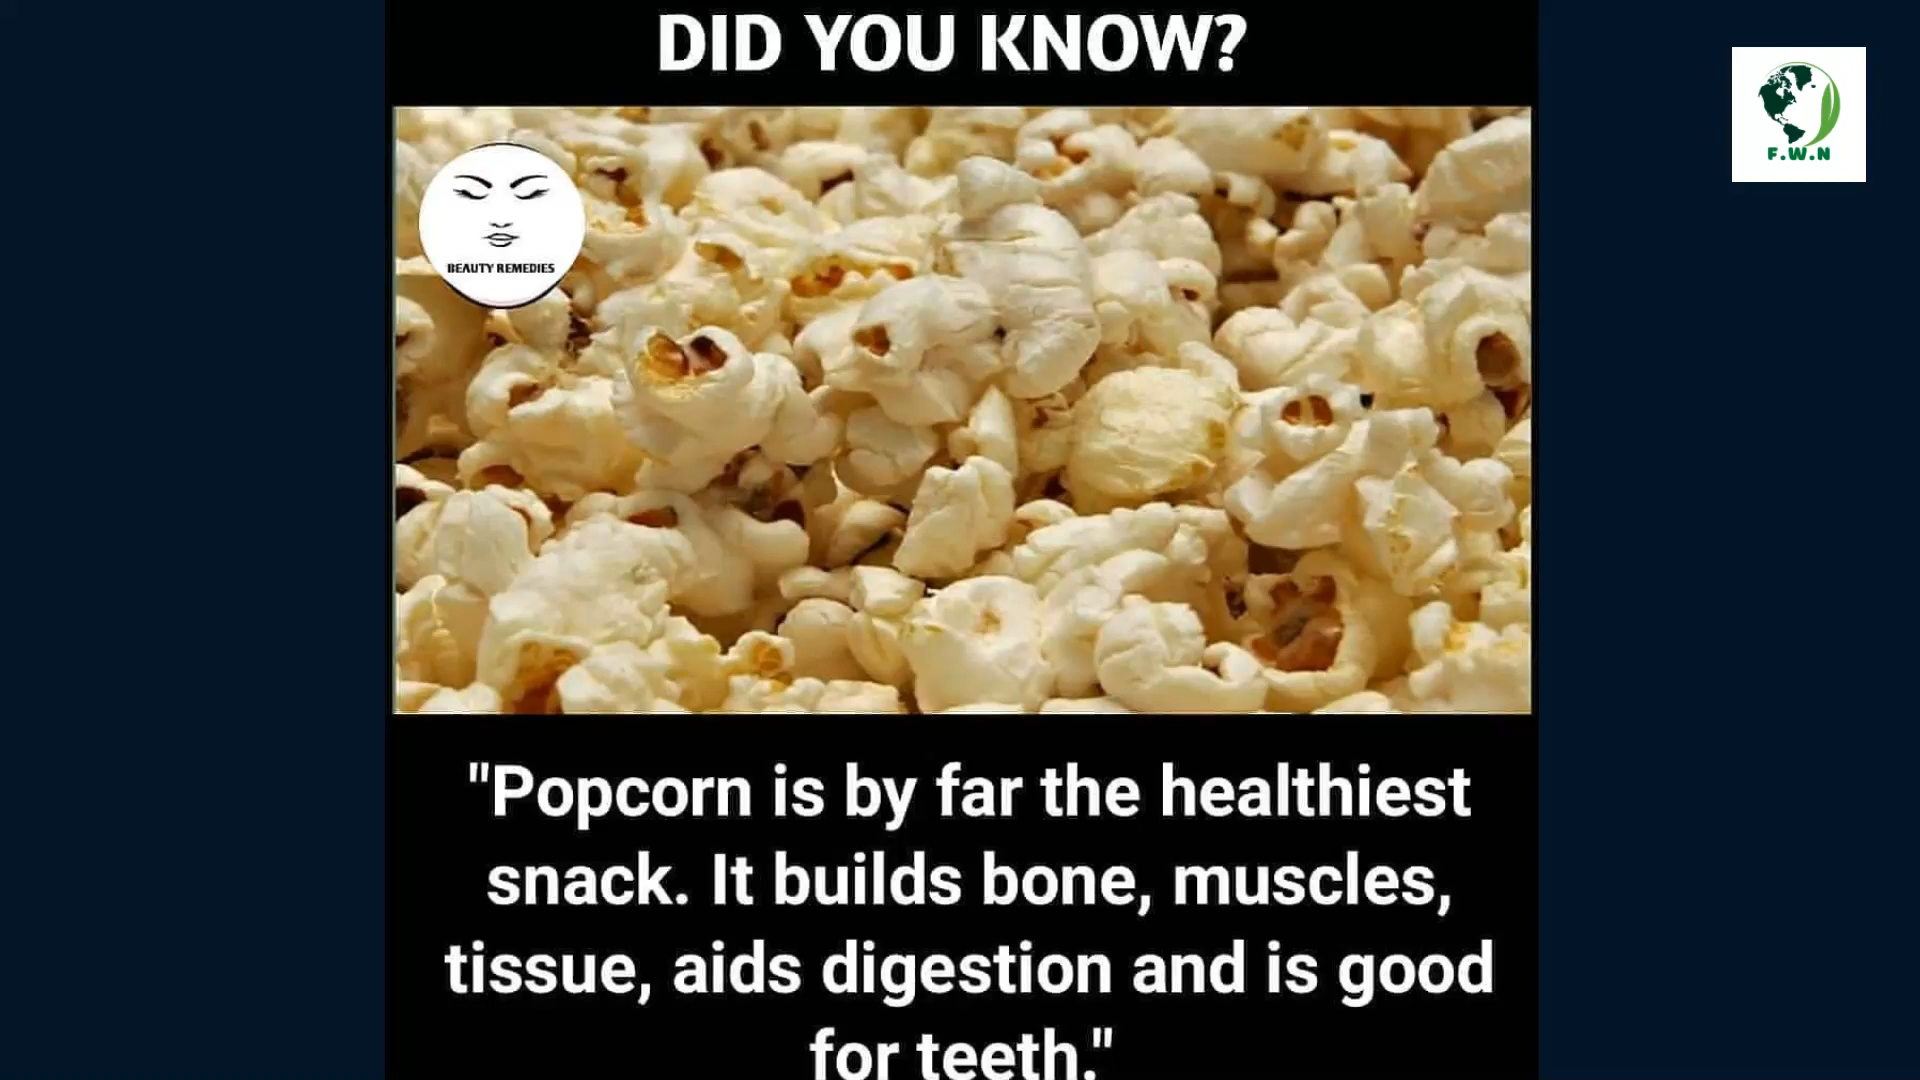 DID YOU KNOW?
F.W.N
BEAUTY REMEDIES
"Popcorn is by far the healthiest
snack. It builds bone, muscles,
tissue, aids digestion and is good
for teeth."